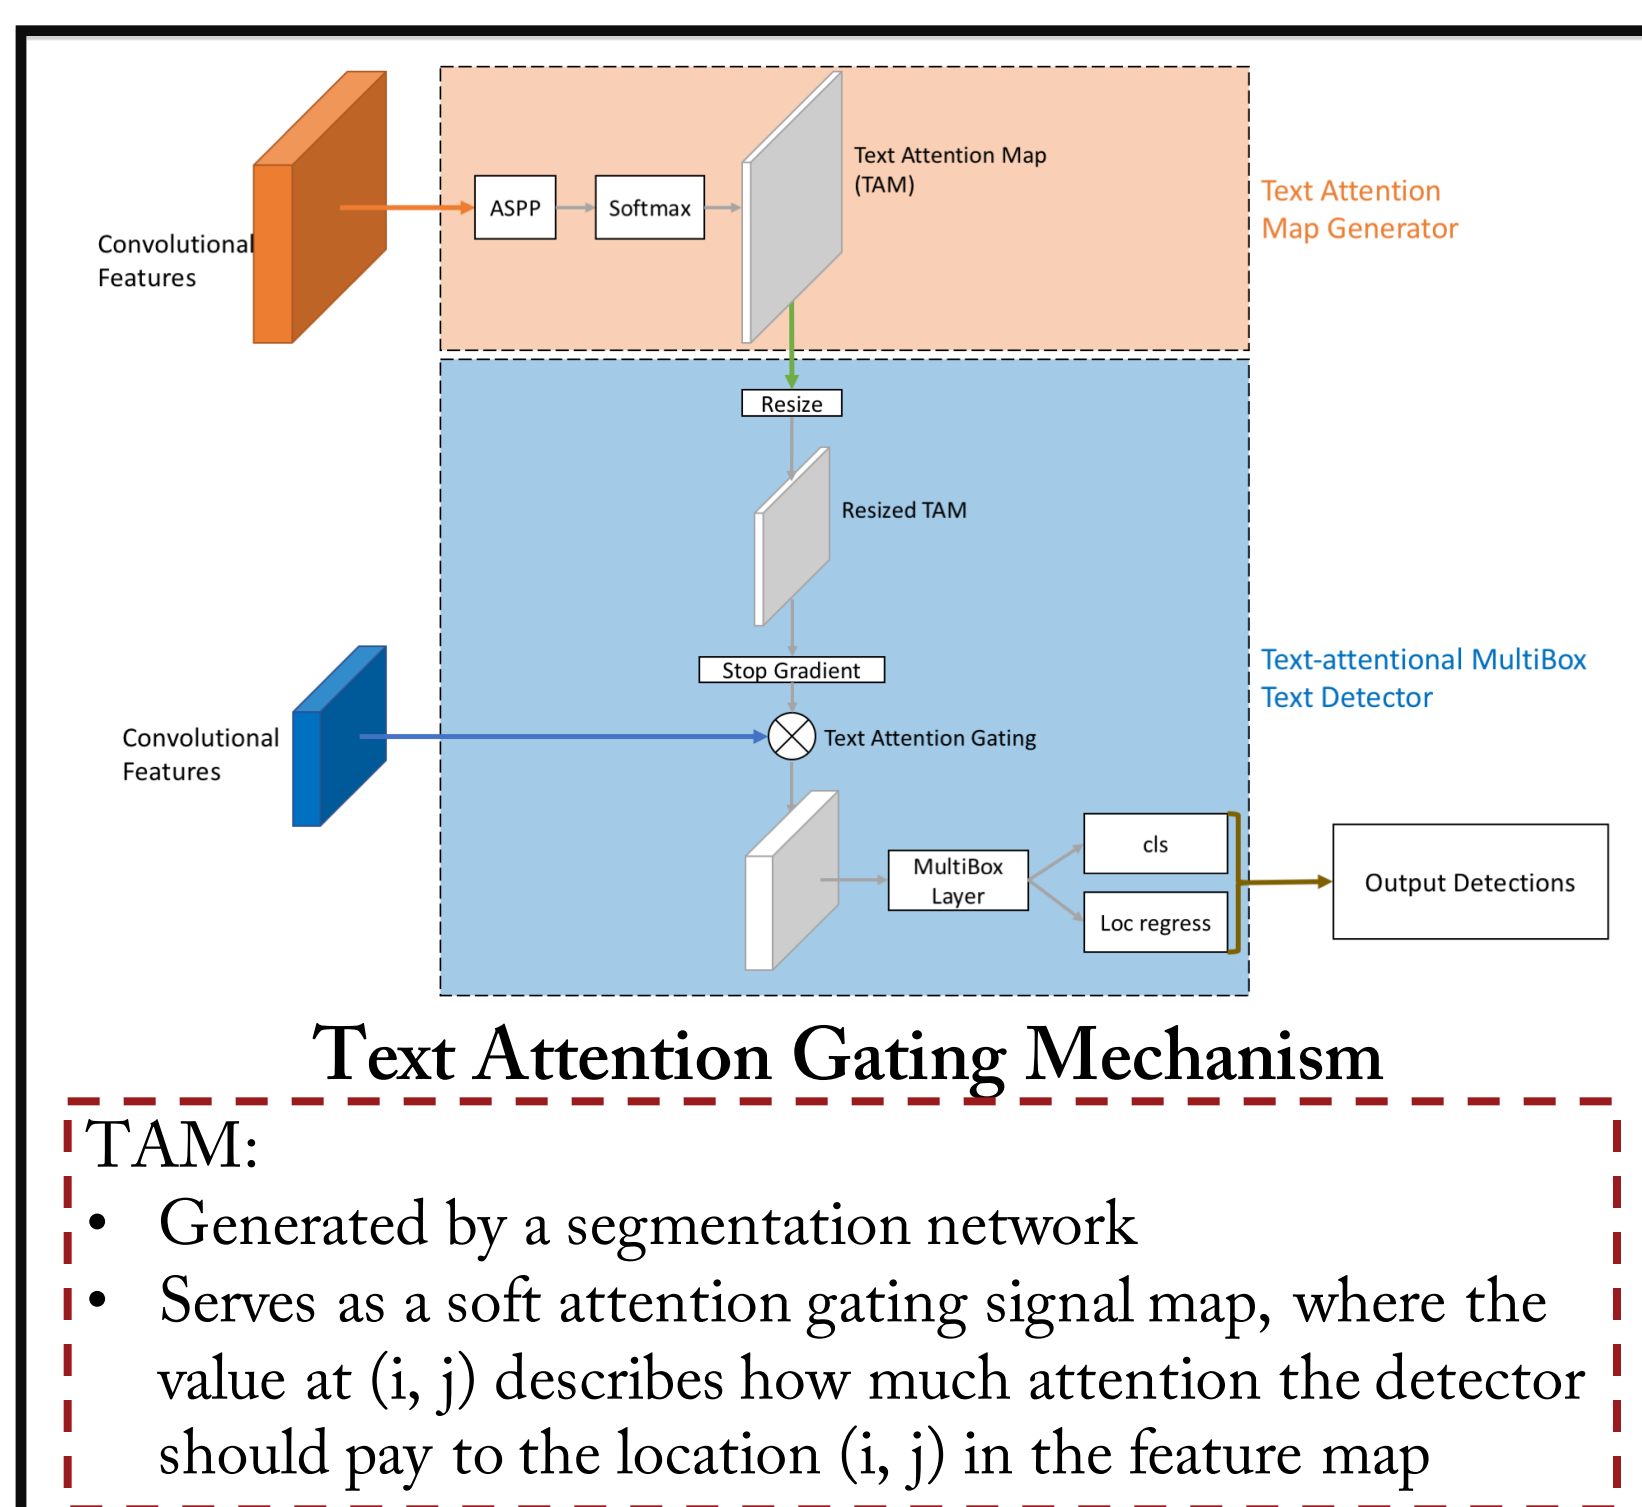 Text Attention Map
(TAM)
ASPP
Softmax
Text Attention
Map Generator
Convolutional
Features
Resize
Resized TAM
Stop Gradient
Text-attentional MultiBox
Text Detector
Convolutional
Features
Text Attention Gating
MultiBox
Layer
cls
Loc regress
Output Detections
Text Attention Gating Mechanism
TAM:
• Generated by a segmentation network
• Serves as a soft attention gating signal map, where the
value at (i, j) describes how much attention the detector
should pay to the location (i, j) in the feature map